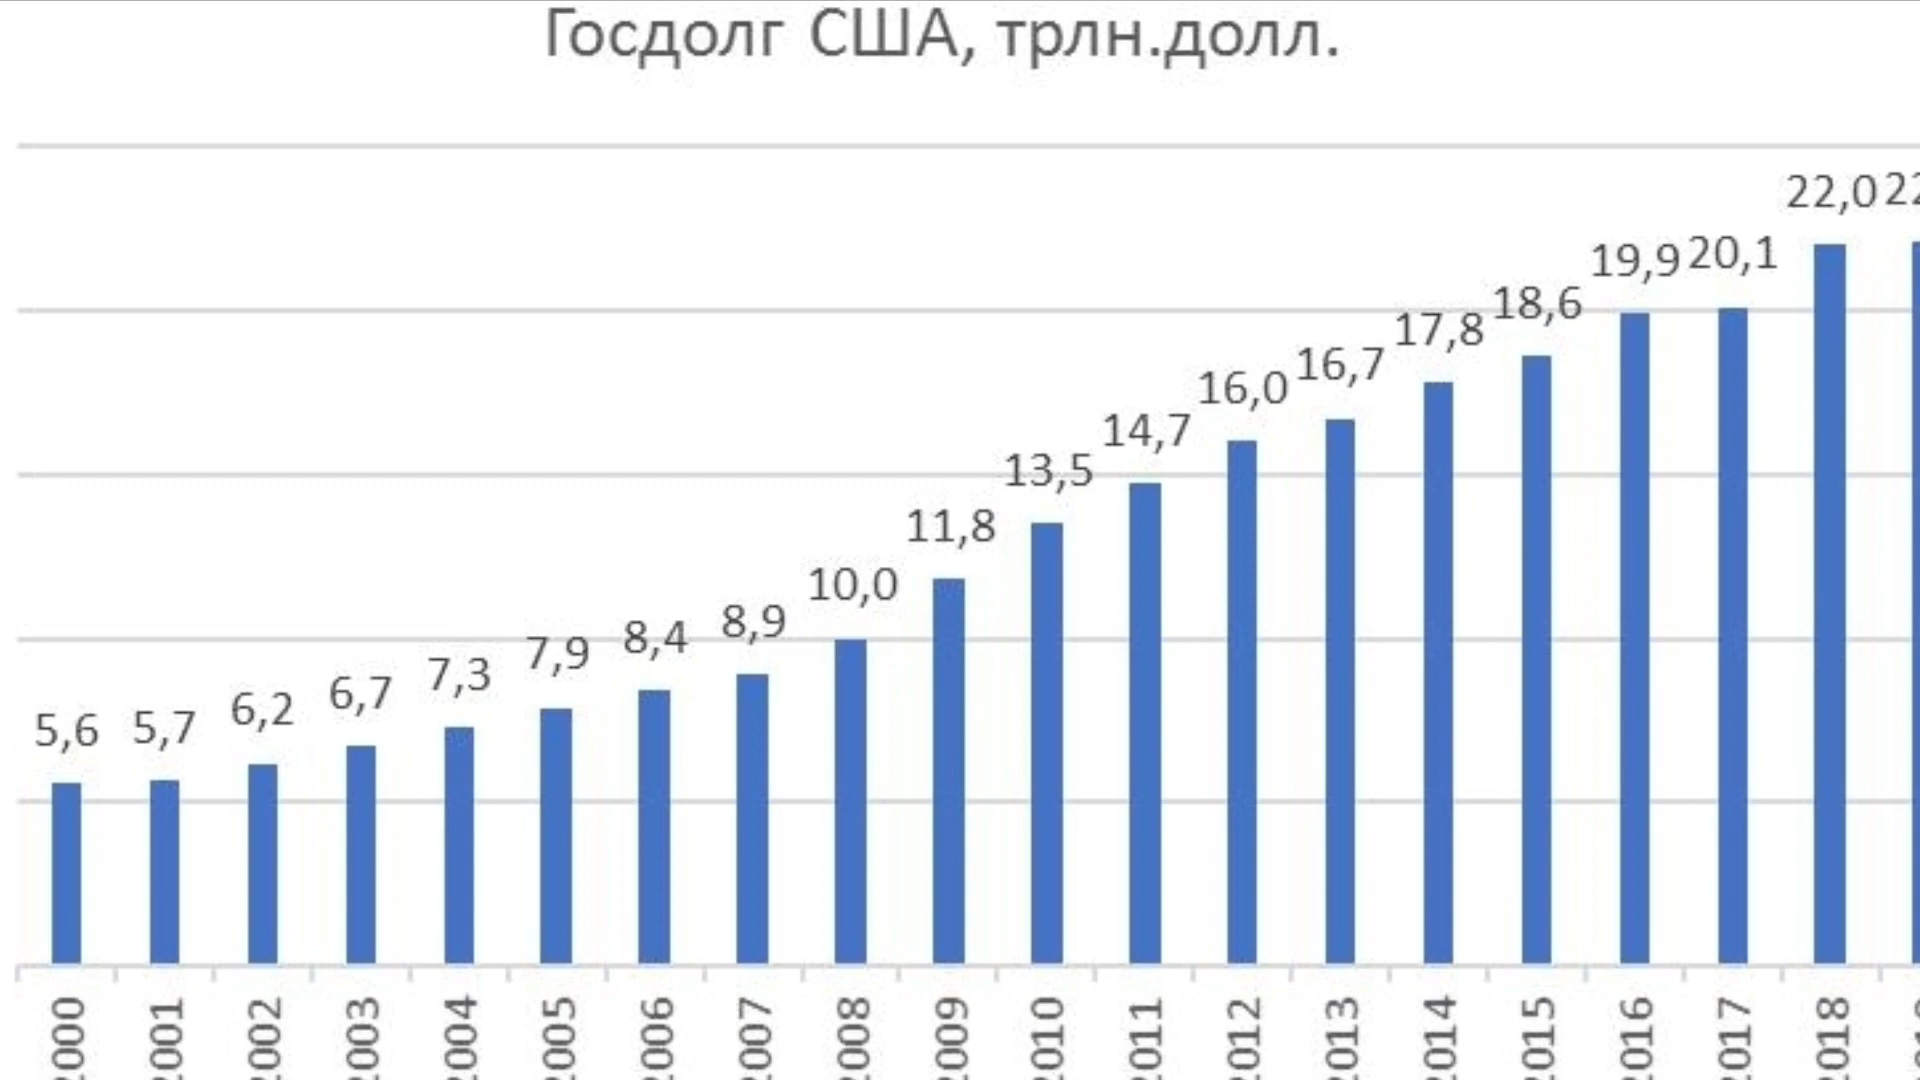 Госдолг США, трлн.долл.
5,6 5,7 6,2 6,7 7,3 7,9 8,4 8,9 10,0 11,8 13,5 14,7 16,0 16,7 17,8 18,6 19,9 20,1 22,0 22
2000 2001 2002 2003 2004 2005 2006 2007 2008 2009 2010 2011 2012 2013 2014 2015 2016 2017 2018